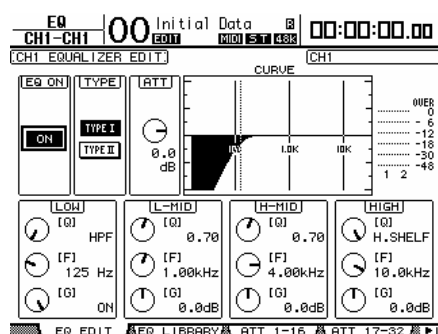 EQ
CH1-CH1
00 Initial Data
EDIT MIDI ST 48K
00:00:00.00
CH1 EQUALIZER EDIT
CH1
CURVE
EQ ON
TYPE
ATT
ON
TYPE I
TYPE II
0.0
dB
100 1.0K 10K
OVER
0
-6
-12
-18
-30
-48
1 2
LOW
L-MID
H-MID
HIGH
[Q] HPF
[Q] 0.70
[Q] 0.70
[Q] H.SHELF
[F] 125 Hz
[F] 1.00kHz
[F] 4.00kHz
[F] 10.0kHz
[G] ON
[G] 0.0dB
[G] 0.0dB
[G] 0.0dB
EQ EDIT EQ LIBRARY ATT 1-16 ATT 17-32